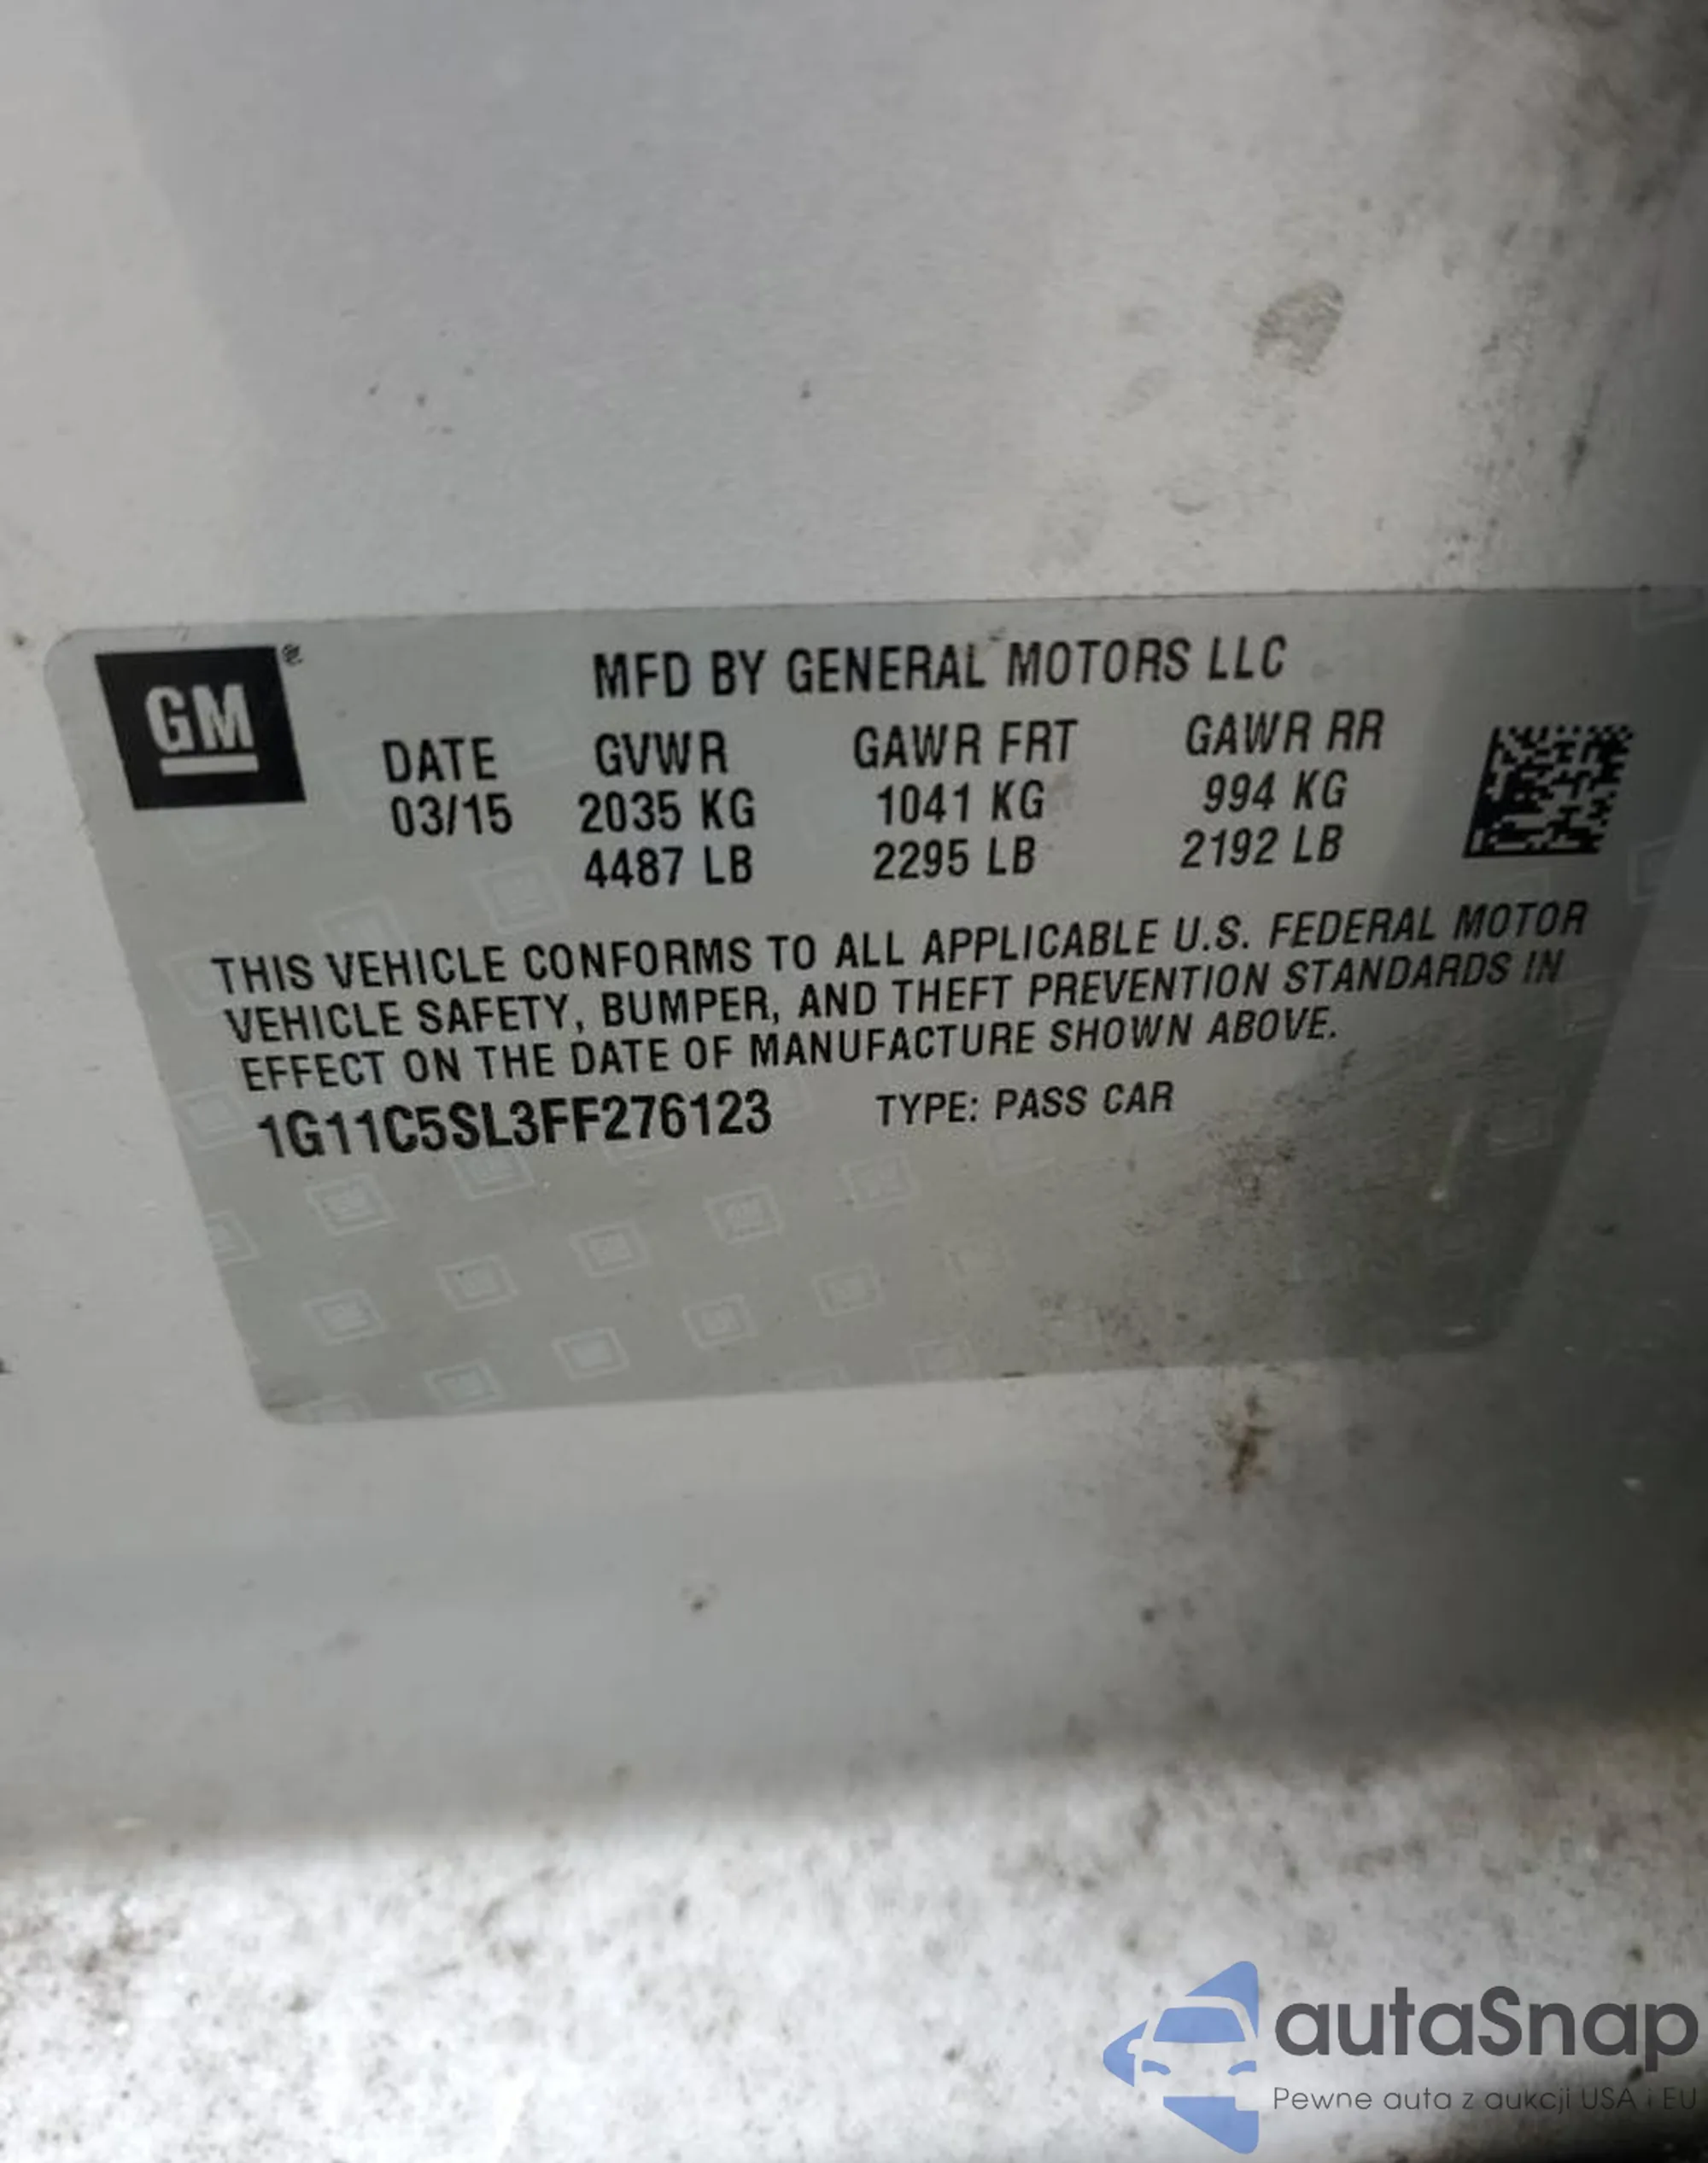 GM
MFD BY GENERAL MOTORS LLC
DATE GVWR GAWR FRT GAWR RR
03/15 2035 KG 1041 KG 994 KG
4487 LB 2295 LB 2192 LB
THIS VEHICLE CONFORMS TO ALL APPLICABLE U.S. FEDERAL MOTOR
VEHICLE SAFETY, BUMPER, AND THEFT PREVENTION STANDARDS IN
EFFECT ON THE DATE OF MANUFACTURE SHOWN ABOVE.
1G11C5SL3FF276123 TYPE: PASS CAR
autaSnap
Pewne auta z aukcji USA i EU